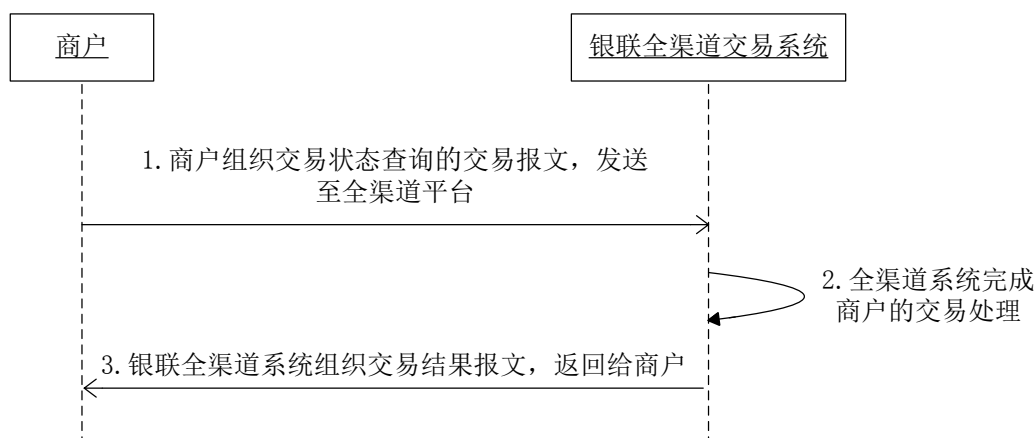 商户
银联全渠道交易系统
1.商户组织交易状态查询的交易报文，发送
至全渠道平台
2.全渠道系统完成
商户的交易处理
3.银联全渠道系统组织交易结果报文，返回给商户